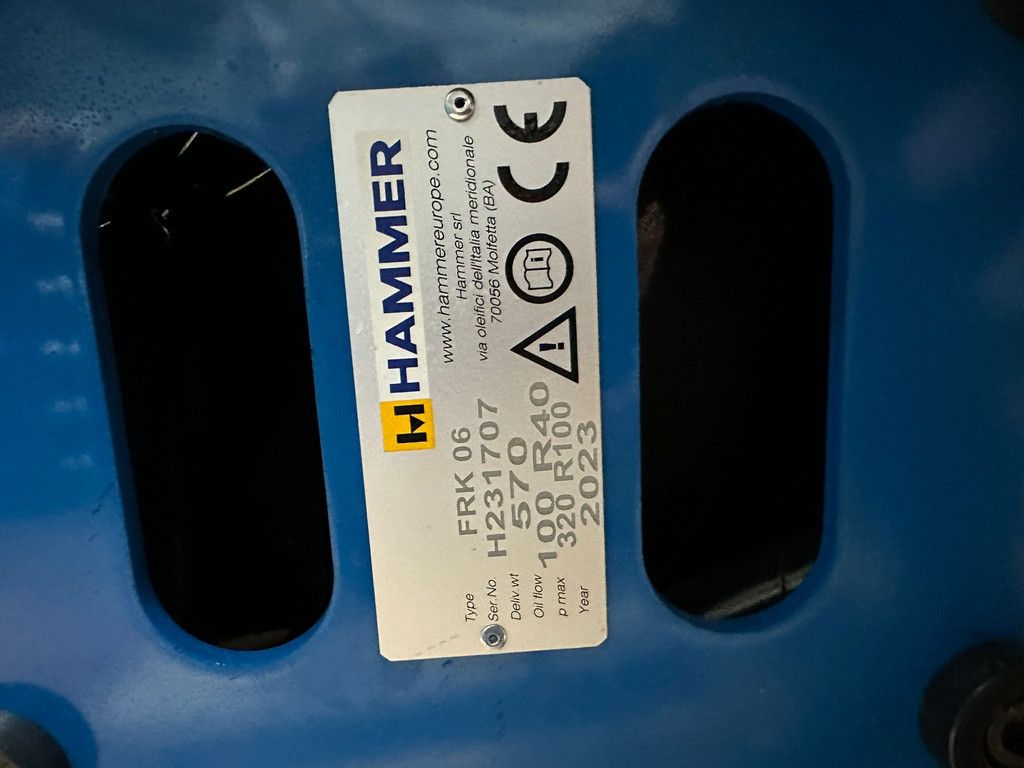 HAMMER
www.hammereurope.com
Hammer srl
via oleifici dell'Italia meridionale
70056 Molfetta (BA)
CE
Type FRK 06
Ser.No. H231707
Deliv.wt 570
Oil flow 100 R40
p max 320 R100
Year 2023